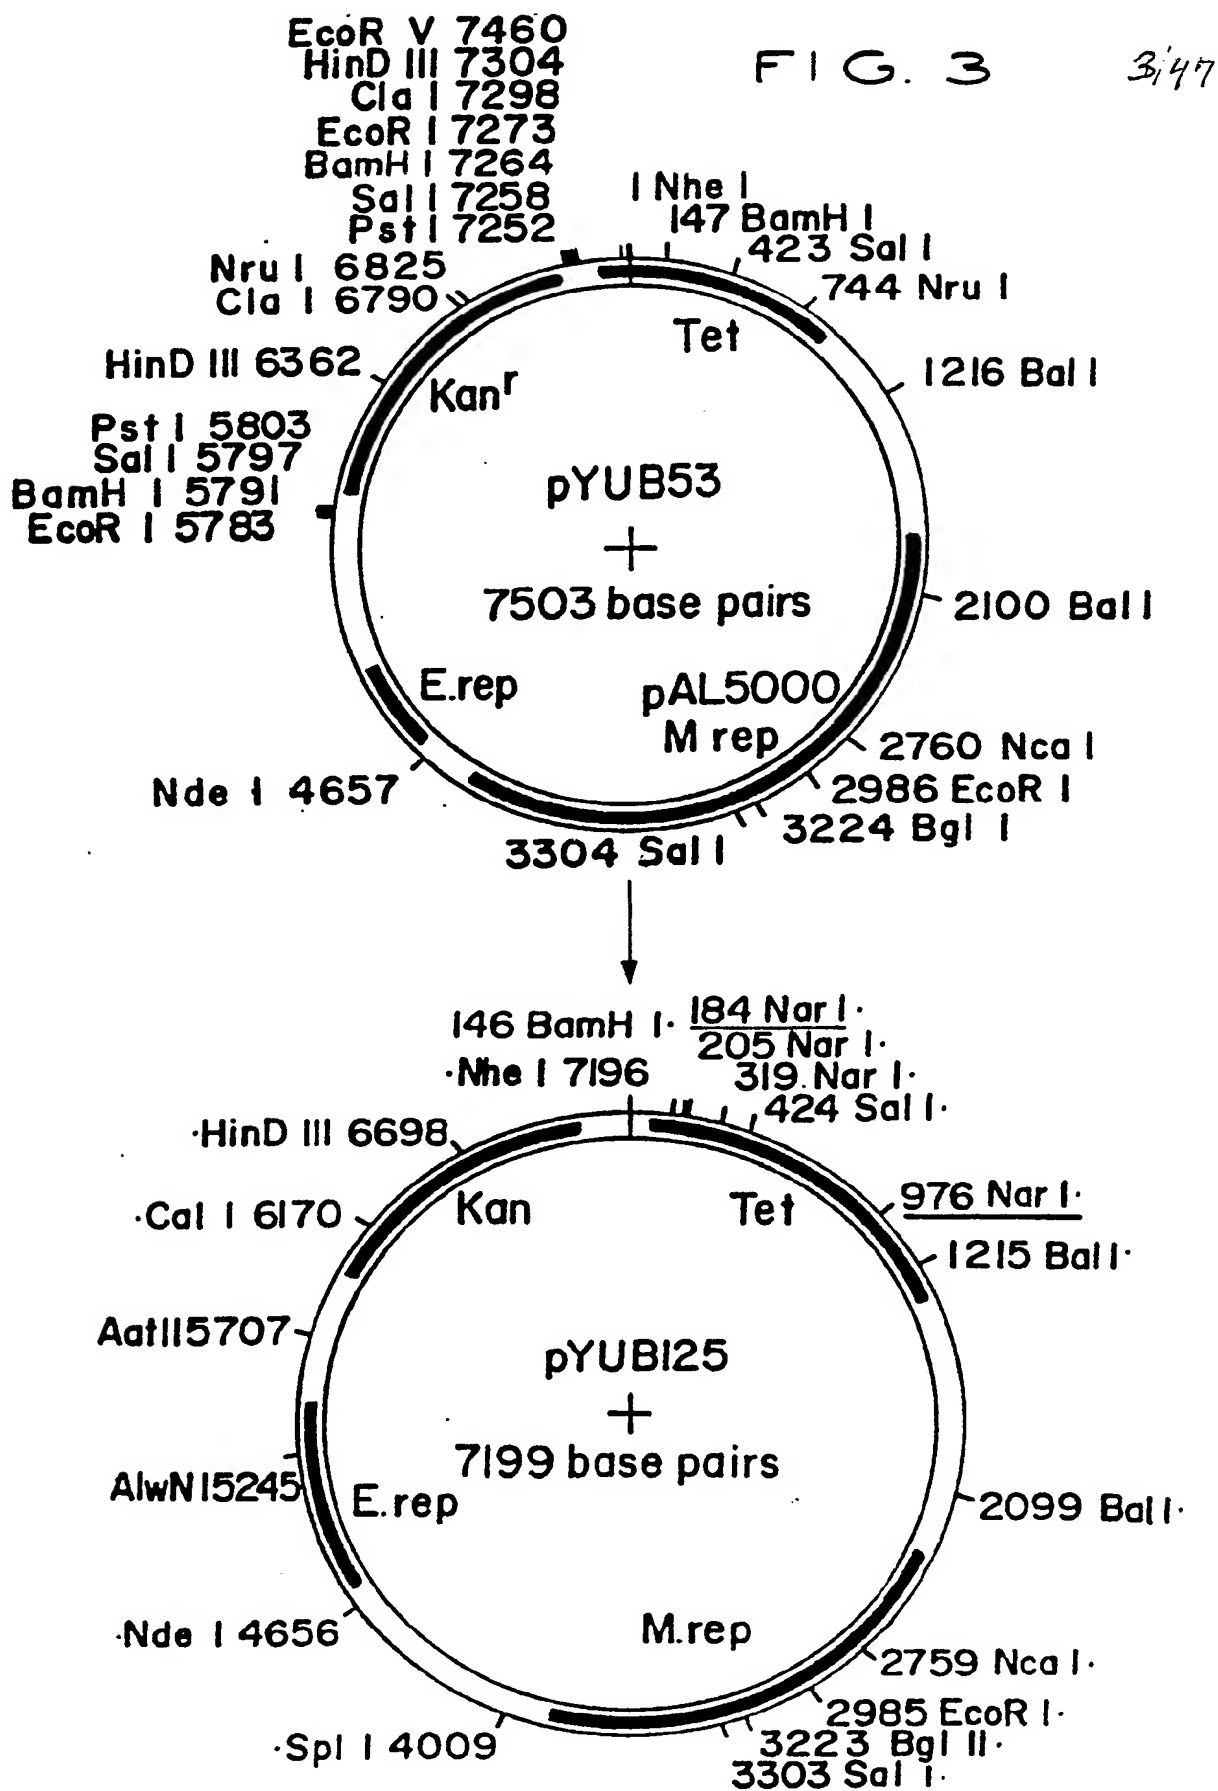 FIG. 3
3/47
EcoR V 7460
HinD III 7304
Cla I 7298
EcoR I 7273
BamH I 7264
Sal I 7258
Pst I 7252
Nru I 6825
Cla I 6790
HinD III 6362
Pst I 5803
Sal I 5797
BamH I 5791
EcoR I 5783
Nde I 4657
1 Nhe I
147 BamH I
423 Sal I
744 Nru I
1216 Bal I
2100 Bal I
2760 Nca I
2986 EcoR I
3224 Bgl I
3304 Sal I
Tet
Kanr
pYUB53
7503 base pairs
E.rep
pAL5000
M rep
146 BamH I.
184 Nar I.
205 Nar I.
.Nhe I 7196
319 Nar I.
424 Sal I.
.HinD III 6698
.Cal I 6170
AatII5707
AlwNI5245
.Nde I 4656
.Spl I 4009
976 Nar I.
1215 Bal I.
2099 Bal I.
2759 Nca I.
2985 EcoR I.
3223 Bgl II.
3303 Sal I.
Kan
Tet
pYUB125
7199 base pairs
E.rep
M.rep